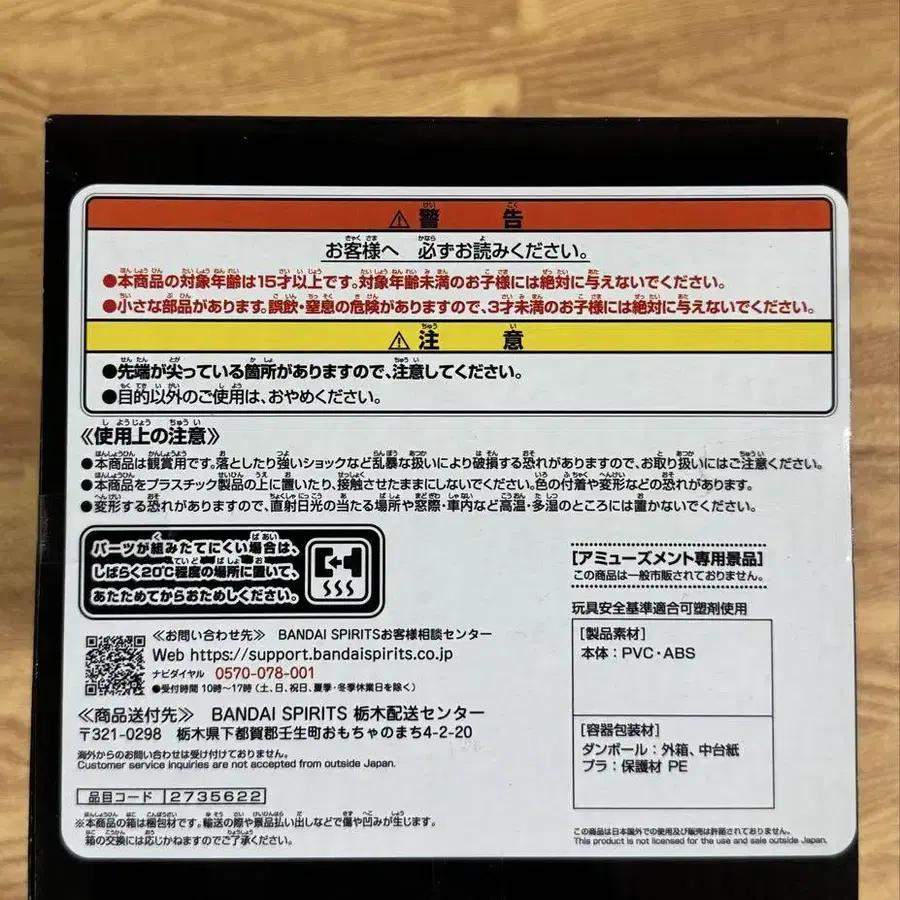 ⚠ 警告
お客様へ 必ずお読みください。
●本商品の対象年齢は15才以上です。対象年齢未満のお子様には絶対に与えないでください。
●小さな部品があります。誤飲・窒息の危険がありますので、3才未満のお子様には絶対に与えないでください。
⚠ 注意
●先端が尖っている箇所がありますので、注意してください。
●目的以外のご使用は、おやめください。
《使用上の注意》
●本商品は観賞用です。落としたり強いショックなど乱暴な扱いにより破損する恐れがありますので、お取り扱いにはご注意ください。
●本商品をプラスチック製品の上に置いたり、接触させたままにしないでください。色の付着や変形などの恐れがあります。
●変形する恐れがありますので、直射日光の当たる場所や窓際・車内など高温・多湿のところには置かないでください。
パーツが組みたてにくい場合は、
しばらく20℃程度の場所に置いて、
あたためてからおためしください。
[アミューズメント専用景品]
この商品は一般市販されておりません。
玩具安全基準適合可塑剤使用
[製品素材]
本体：PVC・ABS
[容器包装材]
ダンボール：外箱、中台紙
プラ：保護材 PE
≪お問い合わせ先≫ BANDAI SPIRITSお客様相談センター
Web https://support.bandaispirits.co.jp
ナビダイヤル 0570-078-001
●受付時間 10時～17時（土、日、祝日、夏季・冬季休業日を除く）
≪商品送付先≫ BANDAI SPIRITS 栃木配送センター
〒321-0298 栃木県下都賀郡壬生町おもちゃのまち4-2-20
海外からのお問い合わせは受け付けておりません。
Customer service inquiries are not accepted from outside Japan.
品目コード 2735622
※本商品の箱は梱包材です。輸送の際や景品払い出しなどで傷や凹みが生じます。
箱の交換には応じかねますのでご了承ください。
この商品は日本国外での使用及び販売は許諾されておりません。
This product is not licensed for the use and sale outside Japan.